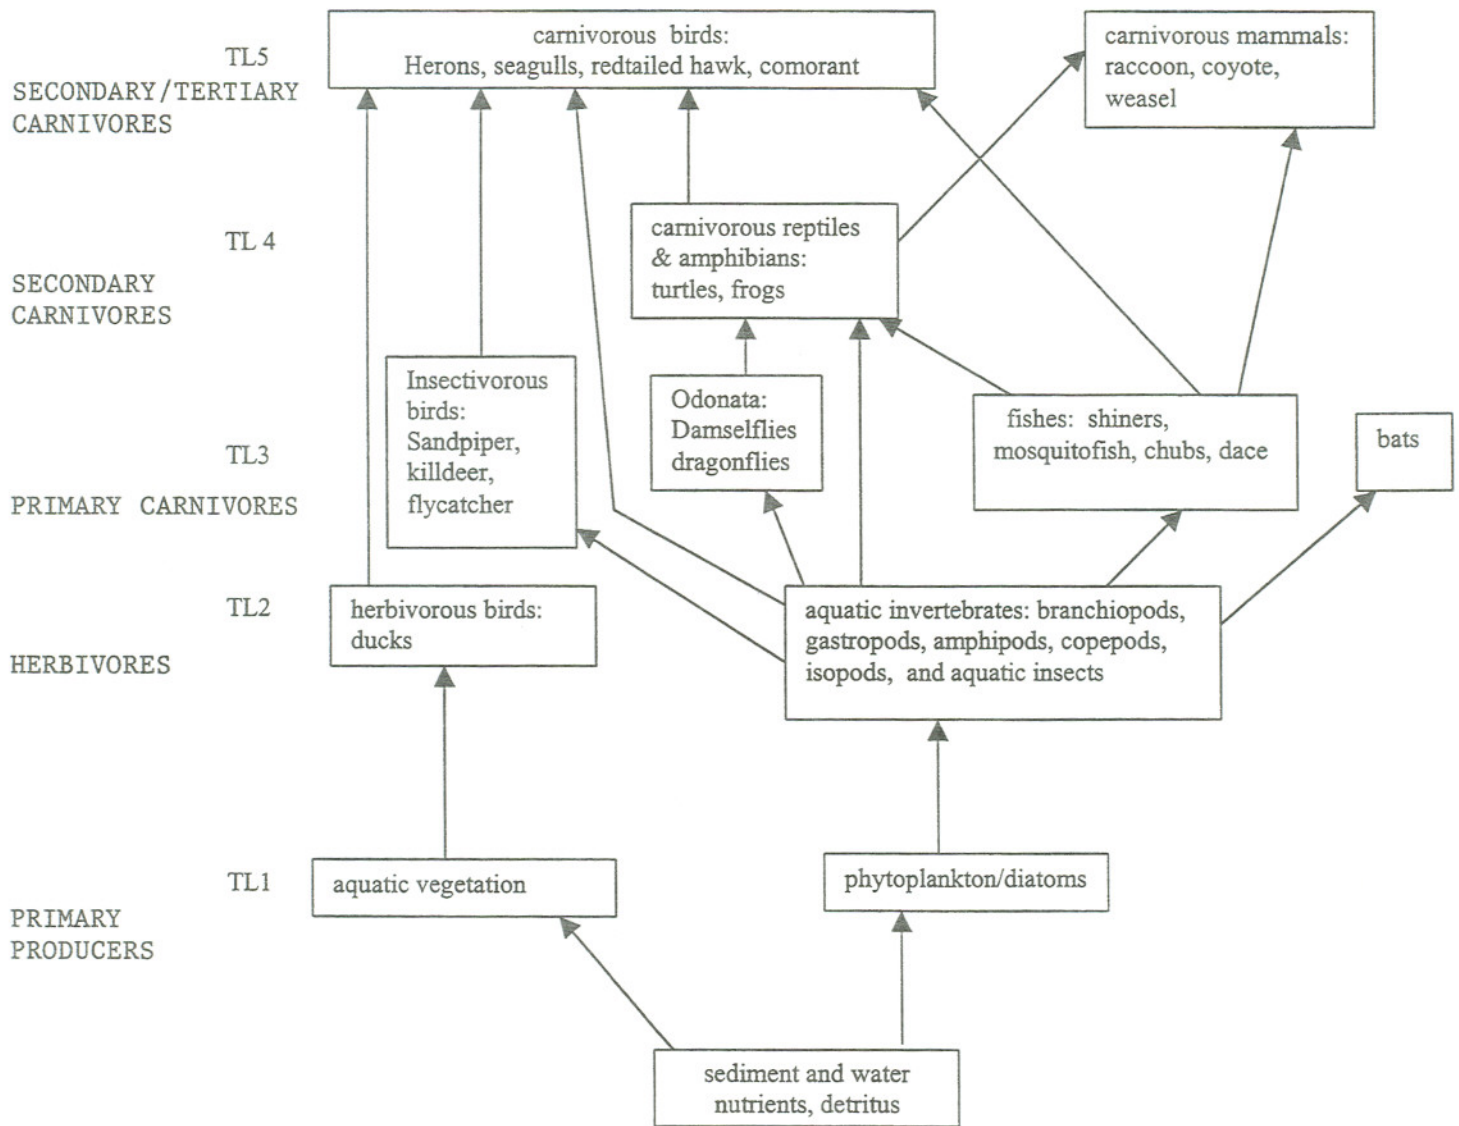 TL5
SECONDARY/TERTIARY
CARNIVORES
carnivorous birds:
Herons, seagulls, redtailed hawk, comorant
carnivorous mammals:
raccoon, coyote,
weasel
TL 4
SECONDARY
CARNIVORES
carnivorous reptiles
& amphibians:
turtles, frogs
TL3
PRIMARY CARNIVORES
Insectivorous
birds:
Sandpiper,
killdeer,
flycatcher
Odonata:
Damselflies
dragonflies
fishes: shiners,
mosquitofish, chubs, dace
bats
TL2
HERBIVORES
herbivorous birds:
ducks
aquatic invertebrates: branchiopods,
gastropods, amphipods, copepods,
isopods, and aquatic insects
TL1
PRIMARY
PRODUCERS
aquatic vegetation
phytoplankton/diatoms
sediment and water
nutrients, detritus